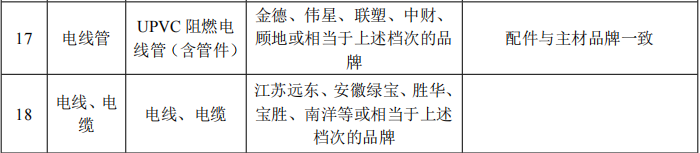 17
电线管
UPVC 阻燃电
线管（含管件）
金德、伟星、联塑、中财、
顾地或相当于上述档次的品
牌
配件与主材品牌一致
18
电线、电
缆
电线、电缆
江苏远东、安徽绿宝、胜华、
宝胜、南洋等或相当于上述
档次的品牌